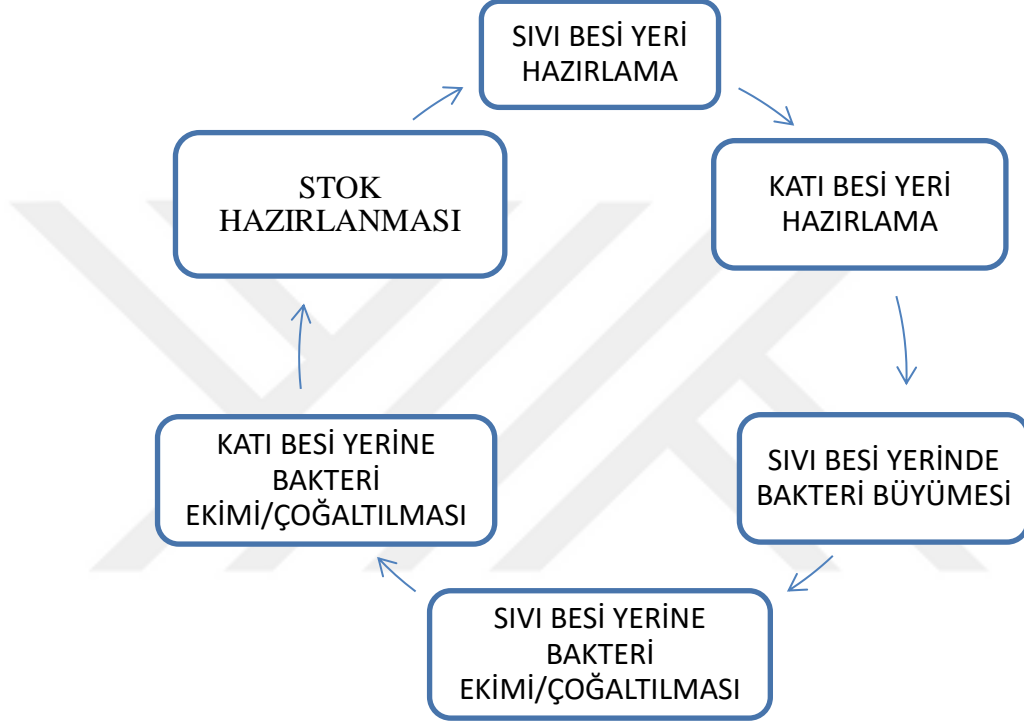 SIVI BESİ YERİ
HAZIRLAMA
KATI BESİ YERİ
HAZIRLAMA
SIVI BESİ YERİNDE
BAKTERİ BÜYÜMESİ
SIVI BESİ YERİNE
BAKTERİ
EKİMİ/ÇOĞALTILMASI
KATI BESİ YERİNE
BAKTERİ
EKİMİ/ÇOĞALTILMASI
STOK
HAZIRLANMASI